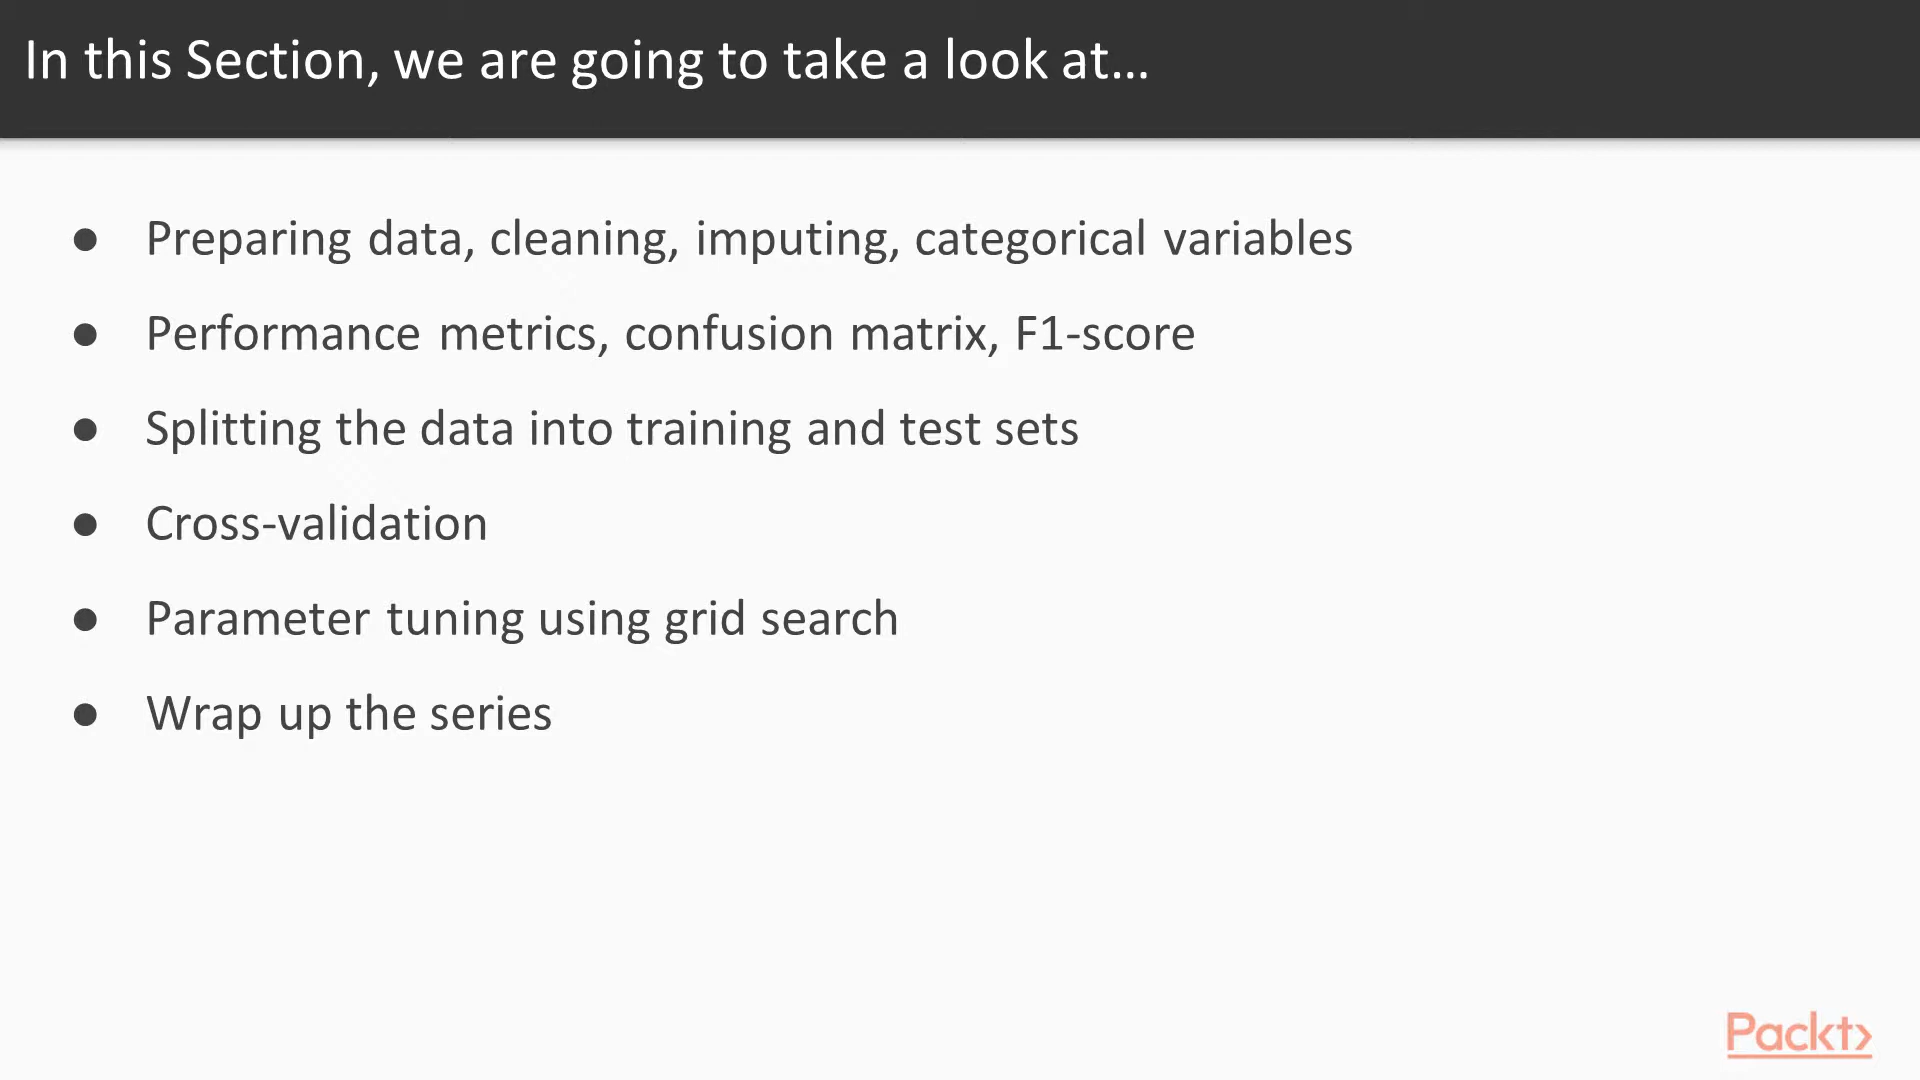 In this Section, we are going to take a look at...
● Preparing data, cleaning, imputing, categorical variables
● Performance metrics, confusion matrix, F1-score
● Splitting the data into training and test sets
● Cross-validation
● Parameter tuning using grid search
● Wrap up the series
Packt>